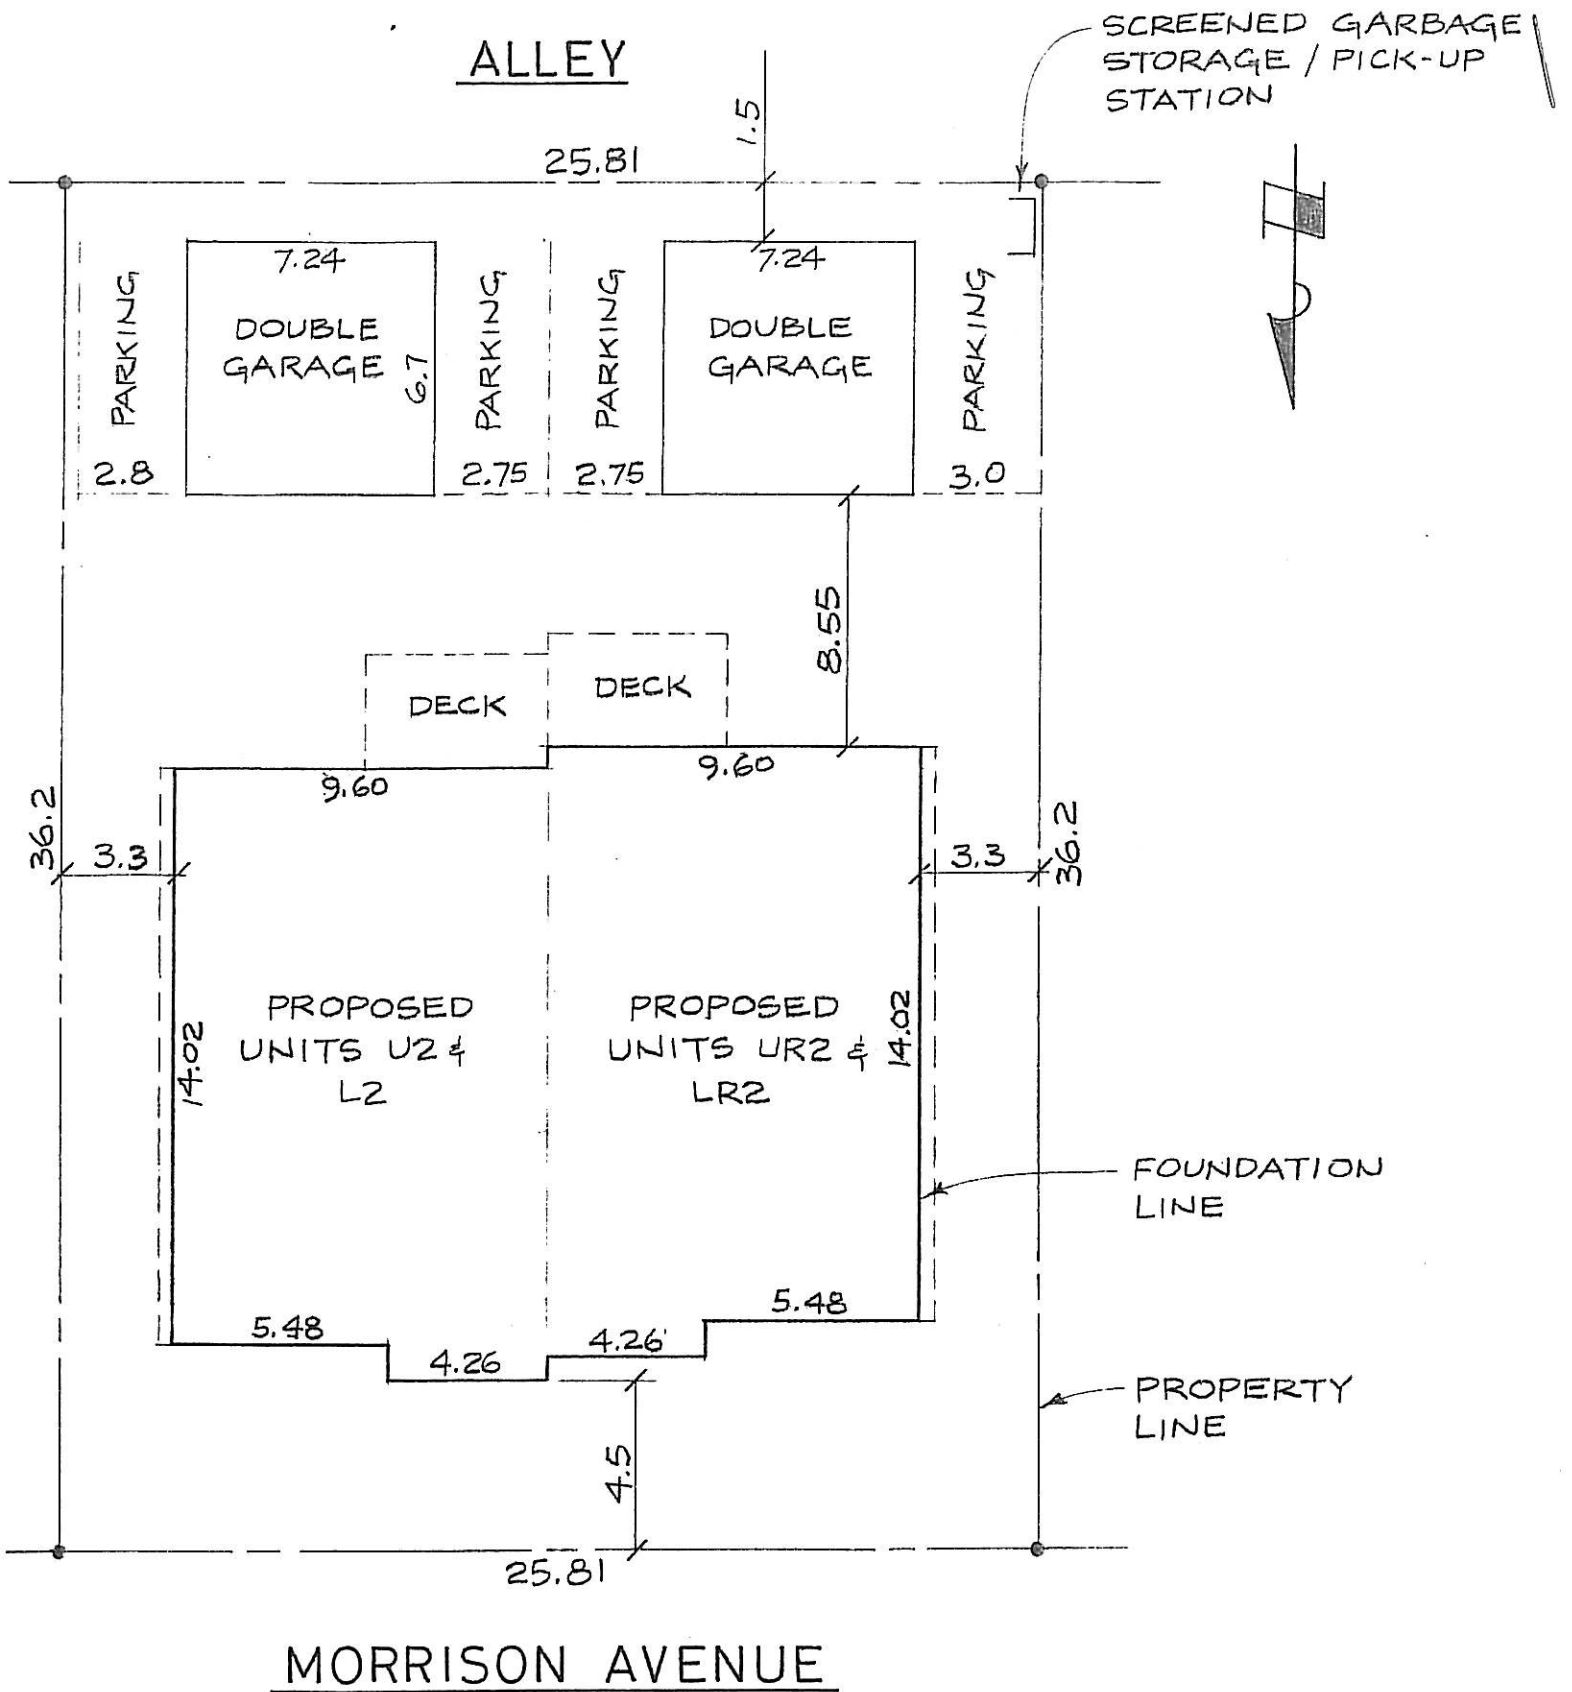 ALLEY
SCREENED GARBAGE
STORAGE / PICK-UP
STATION
1.5
25.81
7.24
7.24
PARKING
DOUBLE
GARAGE
6.7
PARKING
PARKING
DOUBLE
GARAGE
PARKING
2.8
2.75
2.75
3.0
8.55
DECK
DECK
9.60
9.60
36.2
3.3
3.3
36.2
PROPOSED
UNITS U2 &
L2
PROPOSED
UNITS UR2 &
LR2
14.02
14.02
FOUNDATION
LINE
5.48
5.48
4.26
4.26
PROPERTY
LINE
4.5
25.81
MORRISON AVENUE